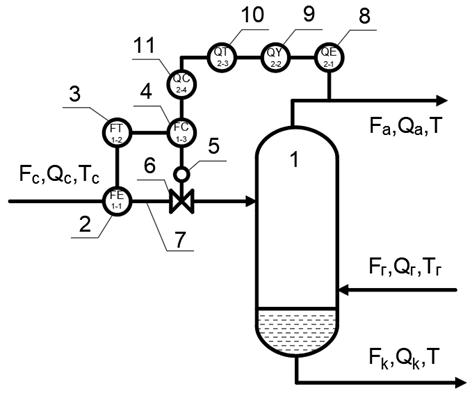 10
9
8
11
QT
2-3
QY
2-2
QE
2-1
QC
2-4
3
4
FT
1-2
FC
1-3
1
Fa,Qa,T
5
6
Fc,Qc,Tc
FE
1-1
2
7
Fг,Qг,Tг
Fk,Qk,T